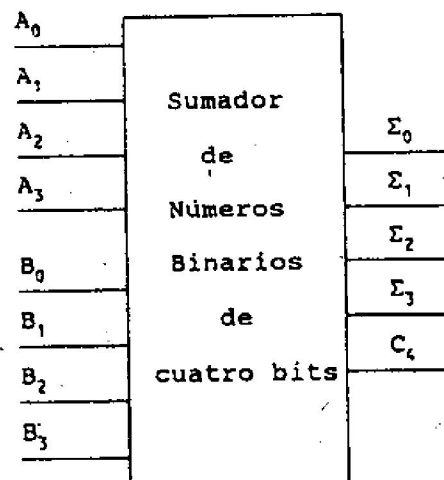 A₀
A₁
A₂
A₃
B₀
B₁
B₂
B₃
Sumador
de
Números
Binarios
de
cuatro bits
Σ₀
Σ₁
Σ₂
Σ₃
C₄